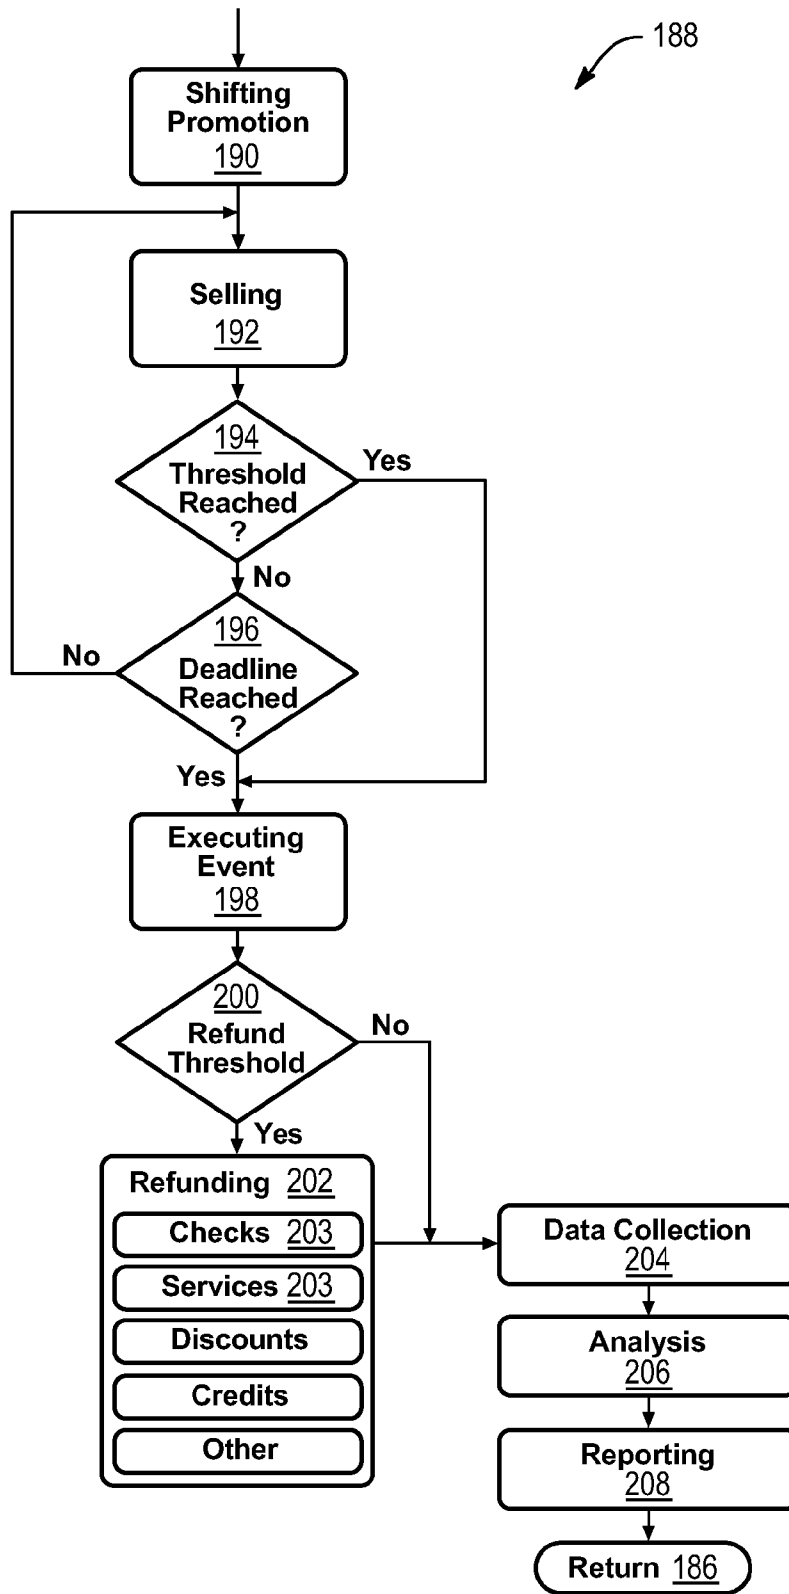 188
Shifting
Promotion
190
Selling
192
194
Threshold
Reached
?
Yes
No
196
Deadline
Reached
?
No
Yes
Executing
Event
198
200
Refund
Threshold
No
Yes
Refunding 202
Checks 203
Services 203
Discounts
Credits
Other
Data Collection
204
Analysis
206
Reporting
208
Return 186